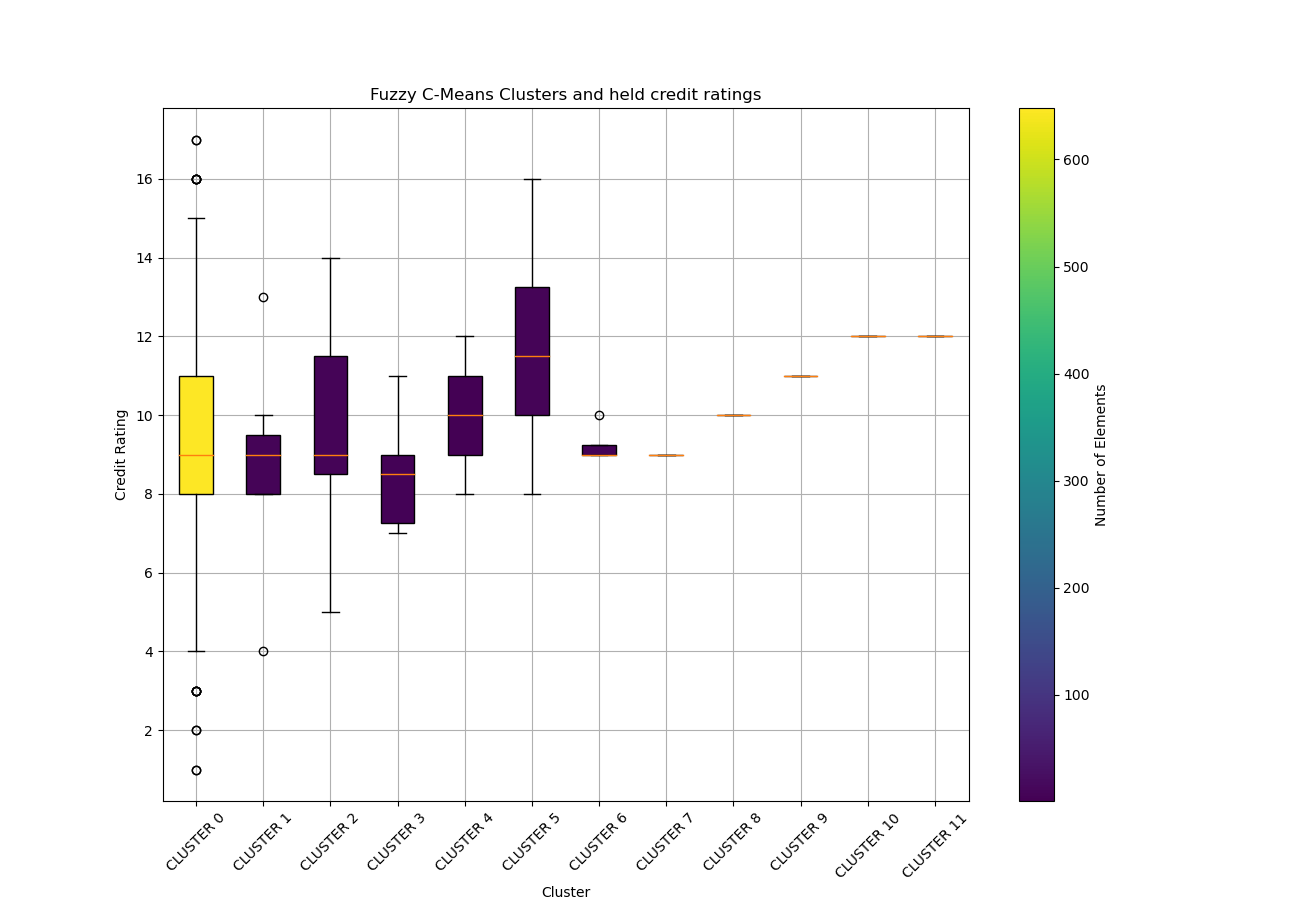 Fuzzy C-Means Clusters and held credit ratings
16
14
12
10
8
6
4
2
Credit Rating
CLUSTER 0
CLUSTER 1
CLUSTER 2
CLUSTER 3
CLUSTER 4
CLUSTER 5
CLUSTER 6
CLUSTER 7
CLUSTER 8
CLUSTER 9
CLUSTER 10
CLUSTER 11
Cluster
600
500
400
300
200
100
Number of Elements